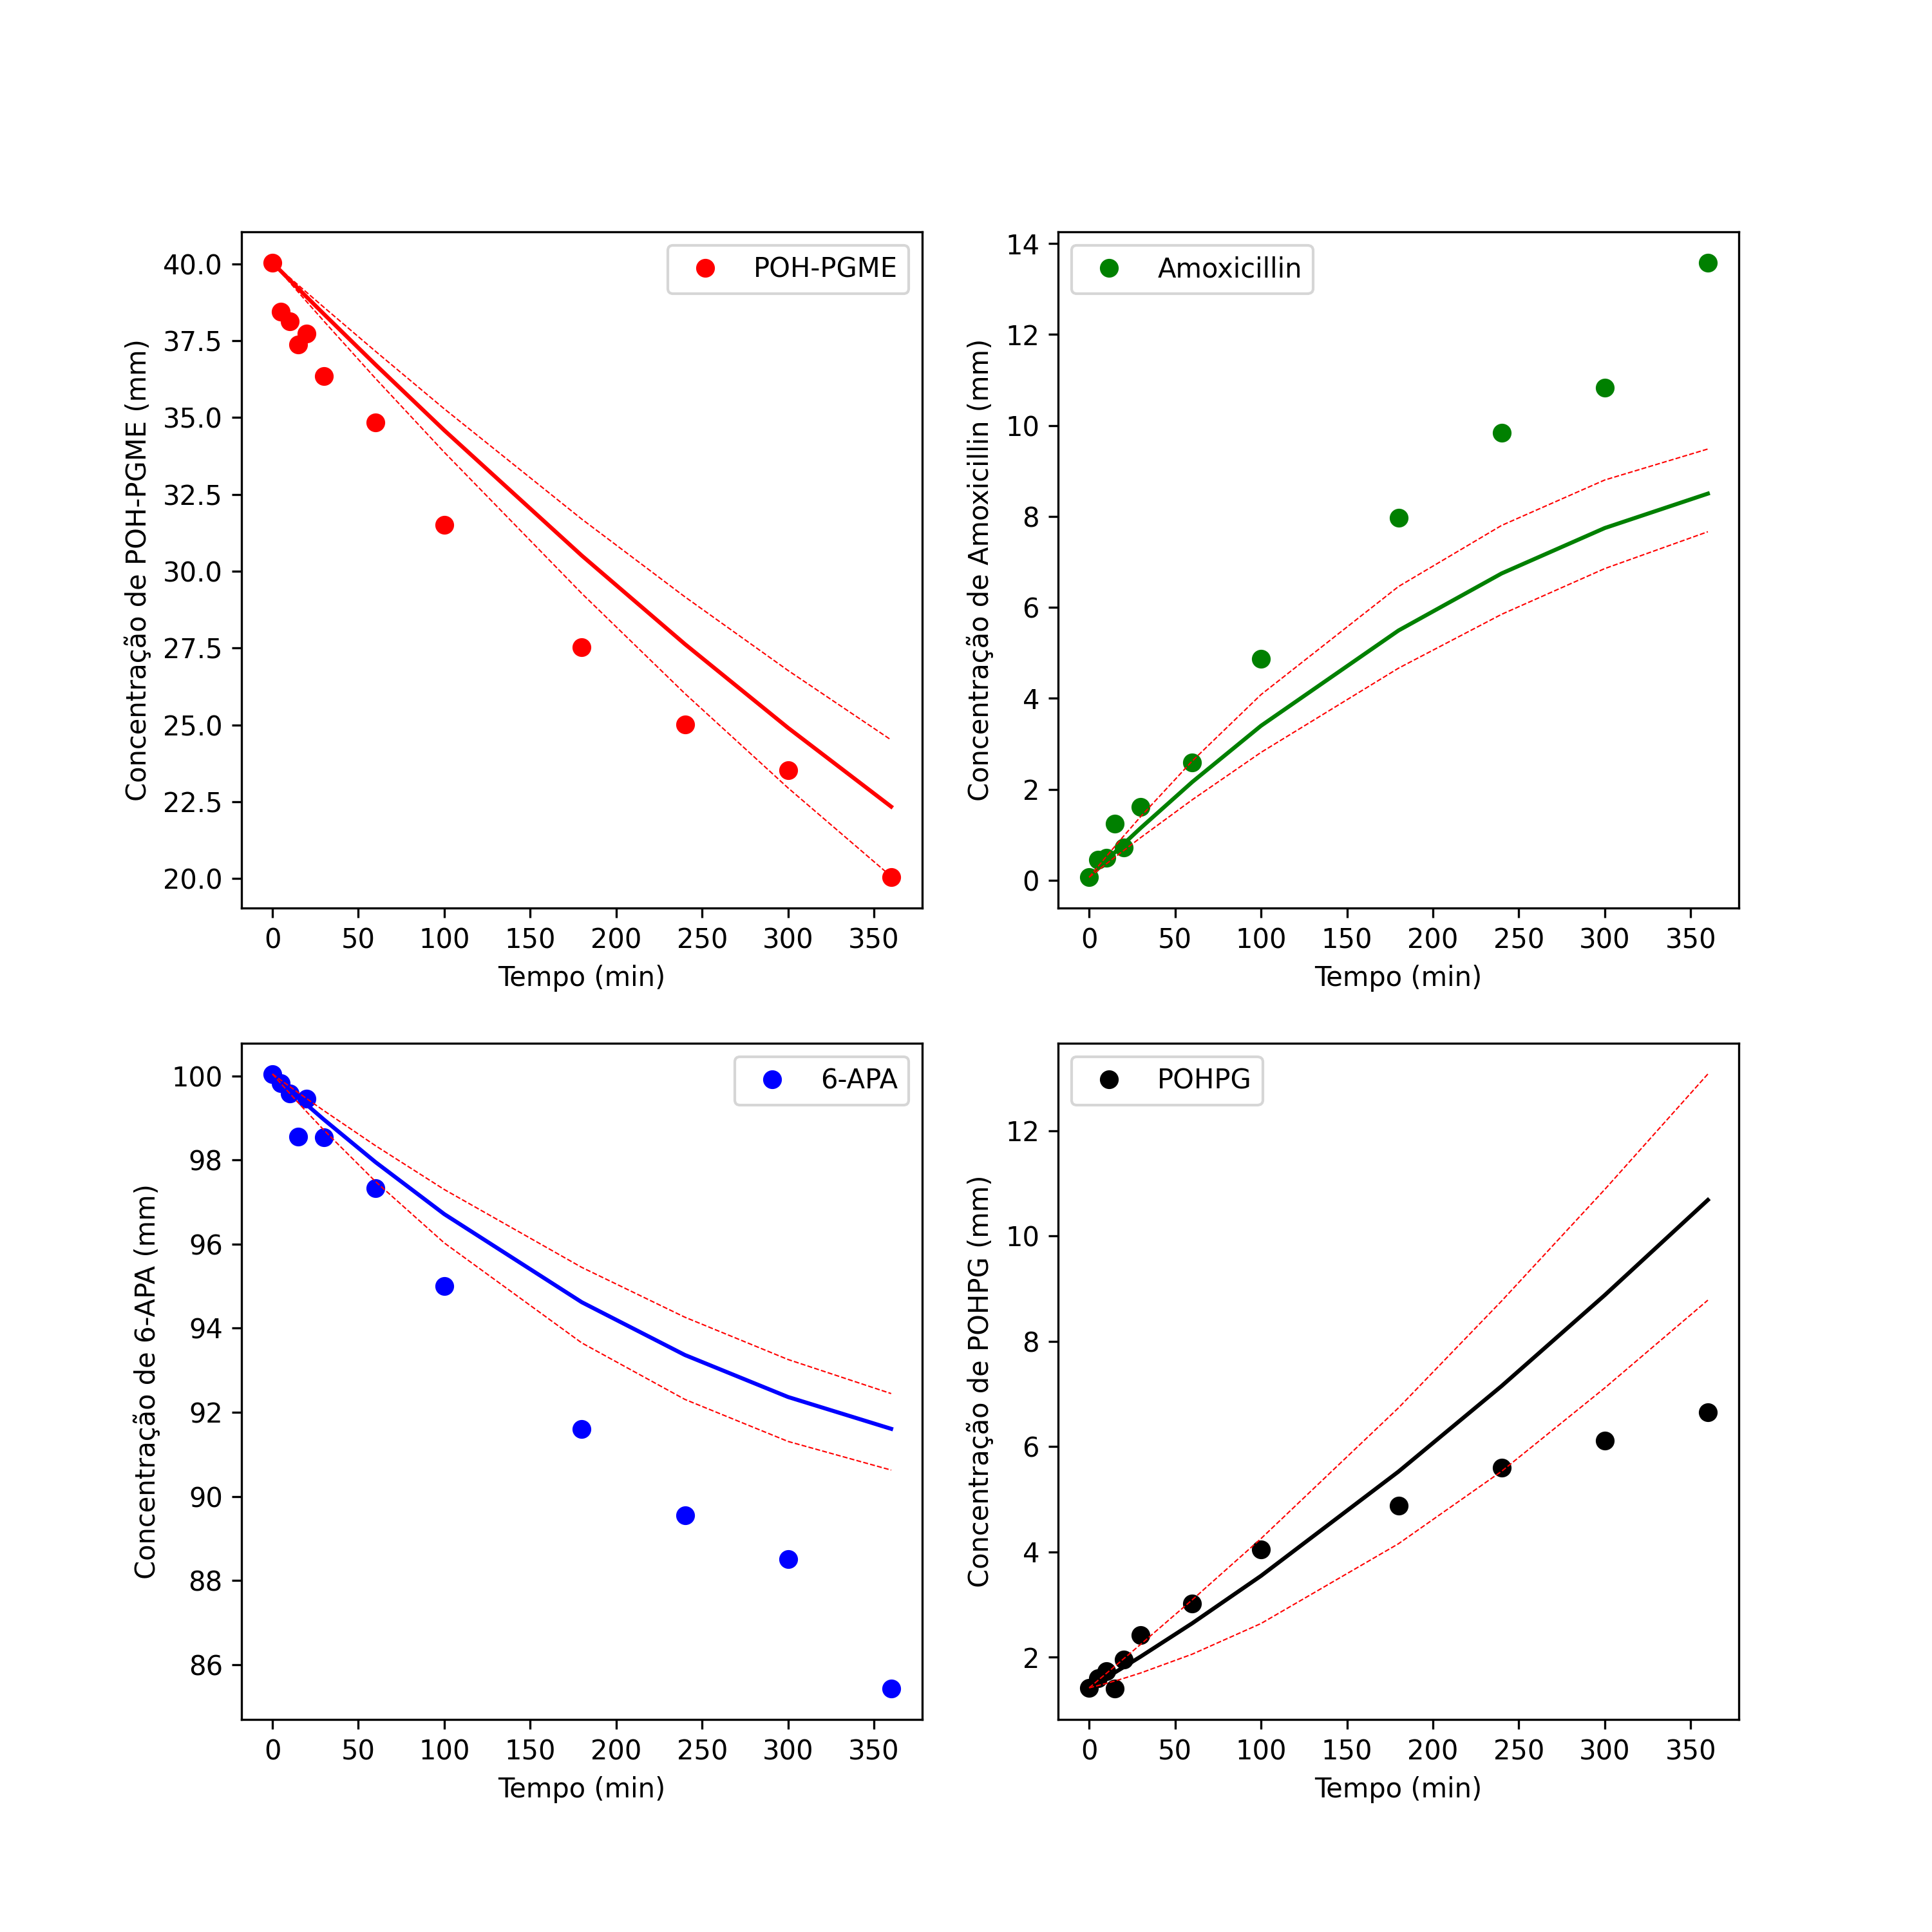 POH-PGME
Concentração de POH-PGME (mm)
40.0
37.5
35.0
32.5
30.0
27.5
25.0
22.5
20.0
0 50 100 150 200 250 300 350
Tempo (min)
Amoxicillin
Concentração de Amoxicillin (mm)
14
12
10
8
6
4
2
0
0 50 100 150 200 250 300 350
Tempo (min)
6-APA
Concentração de 6-APA (mm)
100
98
96
94
92
90
88
86
0 50 100 150 200 250 300 350
Tempo (min)
POHPG
Concentração de POHPG (mm)
12
10
8
6
4
2
0 50 100 150 200 250 300 350
Tempo (min)